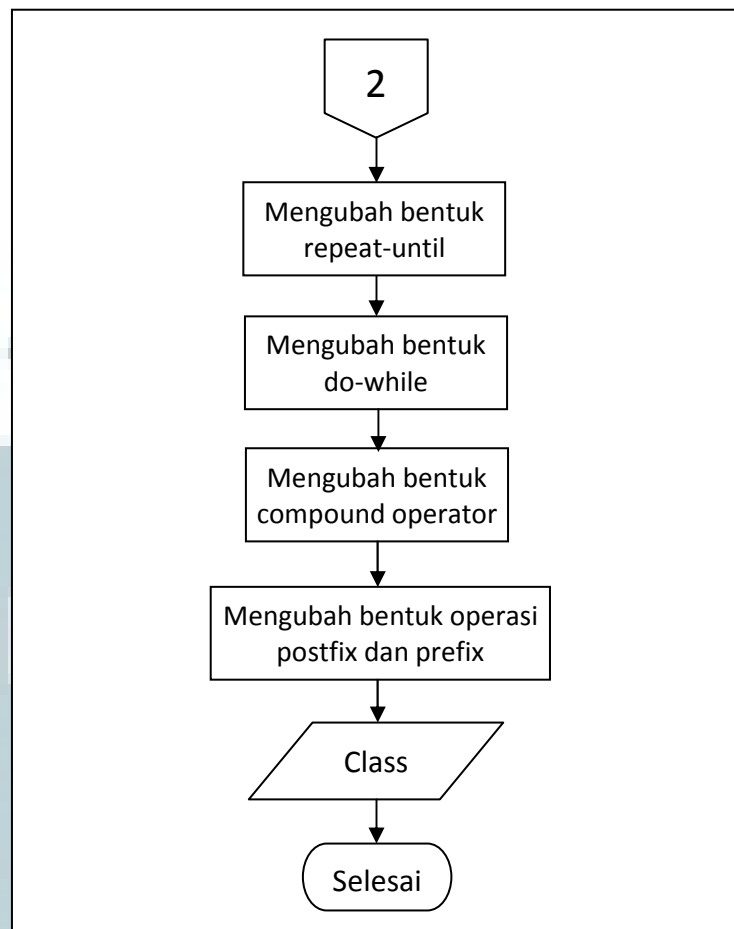 2
Mengubah bentuk
repeat-until
Mengubah bentuk
do-while
Mengubah bentuk
compound operator
Mengubah bentuk operasi
postfix dan prefix
Class
Selesai